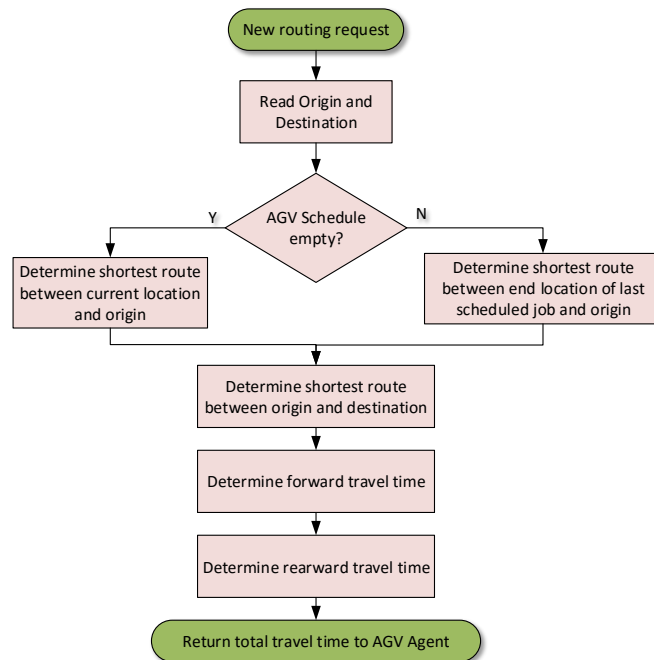 New routing request
Read Origin and
Destination
Y
AGV Schedule
empty?
N
Determine shortest route
between current location
and origin
Determine shortest route
between end location of last
scheduled job and origin
Determine shortest route
between origin and destination
Determine forward travel time
Determine rearward travel time
Return total travel time to AGV Agent